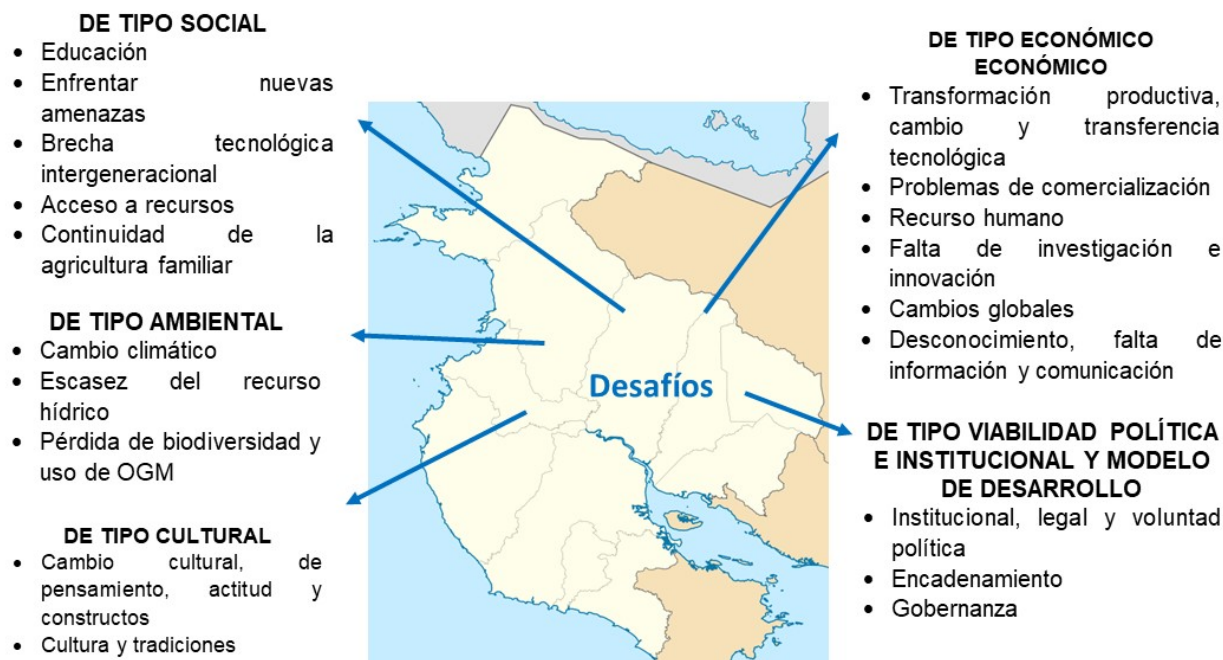 DE TIPO SOCIAL
• Educación
• Enfrentar nuevas
amenazas
• Brecha tecnológica
intergeneracional
• Acceso a recursos
• Continuidad de la
agricultura familiar
DE TIPO AMBIENTAL
• Cambio climático
• Escasez del recurso
hídrico
• Pérdida de biodiversidad y
uso de OGM
DE TIPO CULTURAL
• Cambio cultural, de
pensamiento, actitud y
constructos
• Cultura y tradiciones
Desafíos
DE TIPO ECONÓMICO
ECONÓMICO
• Transformación productiva,
cambio y transferencia
tecnológica
• Problemas de comercialización
• Recurso humano
• Falta de investigación e
innovación
• Cambios globales
• Desconocimiento, falta de
información y comunicación
DE TIPO VIABILIDAD POLÍTICA
E INSTITUCIONAL Y MODELO
DE DESARROLLO
• Institucional, legal y voluntad
política
• Encadenamiento
• Gobernanza